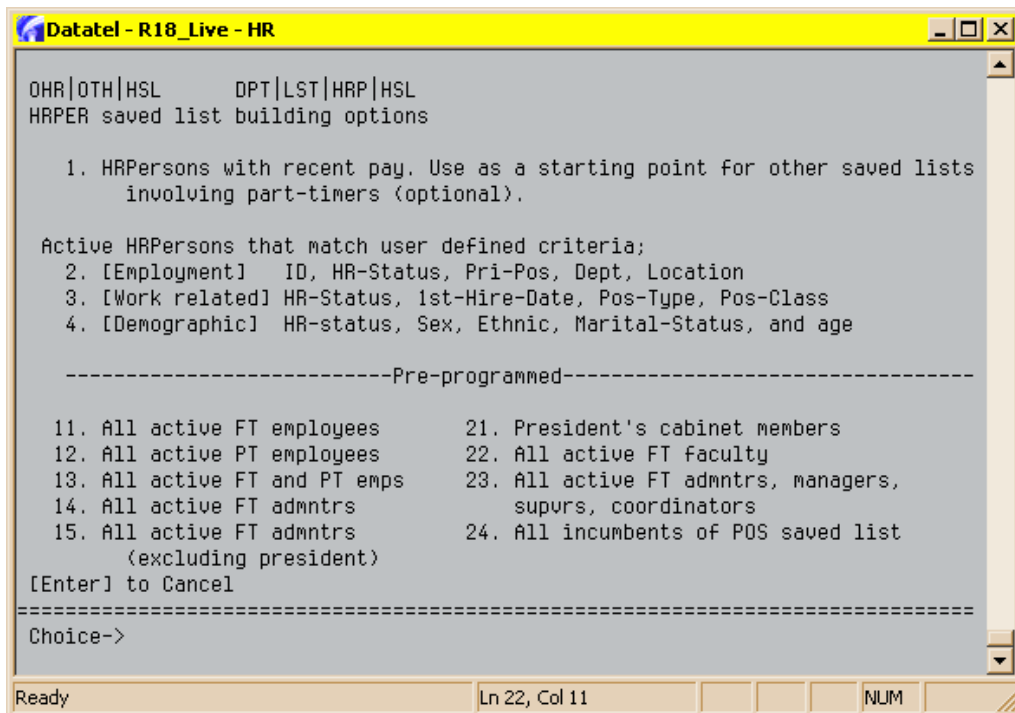 Datatel - R18_Live - HR
OHR|OTH|HSL DPT|LST|HRP|HSL
HRPER saved list building options
1. HRPersons with recent pay. Use as a starting point for other saved lists
involving part-timers (optional).
Active HRPersons that match user defined criteria;
2. [Employment] ID, HR-Status, Pri-Pos, Dept, Location
3. [Work related] HR-Status, 1st-Hire-Date, Pos-Type, Pos-Class
4. [Demographic] HR-status, Sex, Ethnic, Marital-Status, and age
---------------------------Pre-programmed----------------------------------
11. All active FT employees 21. President's cabinet members
12. All active PT employees 22. All active FT faculty
13. All active FT and PT emps 23. All active FT admntrs, managers,
14. All active FT admntrs supvrs, coordinators
15. All active FT admntrs 24. All incumbents of POS saved list
(excluding president)
[Enter] to Cancel
===============================================================================
Choice->
Ready Ln 22, Col 11 NUM